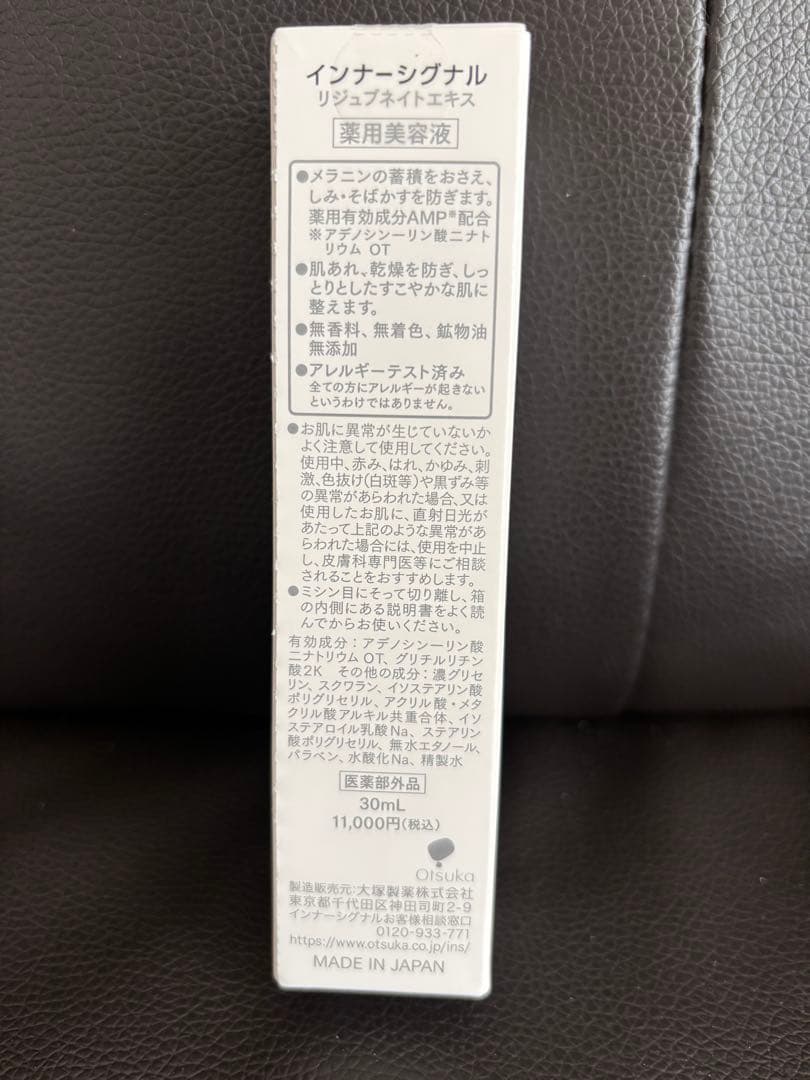 インナーシグナル
リジュブネイトエキス
薬用美容液
●メラニンの蓄積をおさえ、
しみ・そばかすを防ぎます。
薬用有効成分AMP※配合
※アデノシン一リン酸二ナト
リウム OT
●肌あれ、乾燥を防ぎ、しっ
とりとしたすこやかな肌に
整えます。
●無香料、無着色、鉱物油
無添加
●アレルギーテスト済み
全ての方にアレルギーが起きない
というわけではありません。
●お肌に異常が生じていないか
よく注意して使用してください。
使用中、赤み、はれ、かゆみ、刺
激、色抜け(白斑等)や黒ずみ等
の異常があらわれた場合、又は
使用したお肌に、直射日光が
あたって上記のような異常があ
らわれた場合には、使用を中止
し、皮膚科専門医等にご相談
されることをおすすめします。
●ミシン目にそって切り離し、箱
の内側にある説明書をよく読
んでからお使いください。
有効成分：アデノシン一リン酸
二ナトリウム OT、グリチルリチン
酸2K その他の成分：濃グリセ
リン、スクワラン、イソステアリン酸
ポリグリセリル、アクリル酸・メタ
クリル酸アルキル共重合体、イソ
ステアロイル乳酸Na、ステアリン
酸ポリグリセリル、無水エタノール、
パラベン、水酸化Na、精製水
医薬部外品
30mL
11,000円(税込)
Otsuka
製造販売元：大塚製薬株式会社
東京都千代田区神田司町2-9
インナーシグナルお客様相談窓口
0120-933-771
https://www.otsuka.co.jp/ins/
MADE IN JAPAN